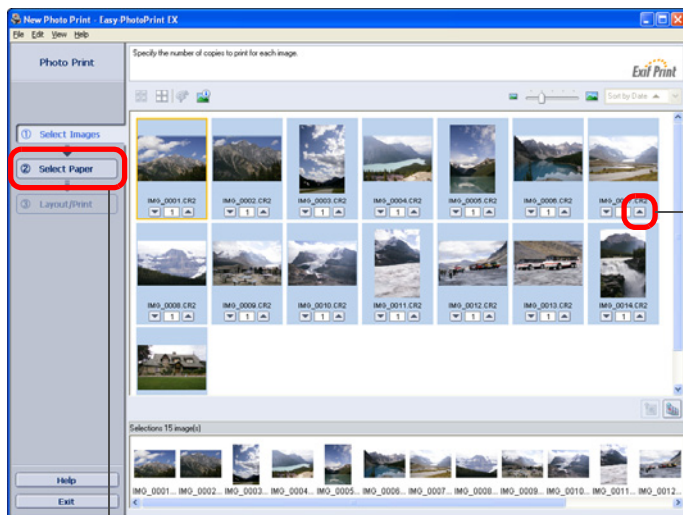 New Photo Print - Easy-PhotoPrint EX
File Edit View Help
Photo Print
Specify the number of copies to print for each image.
Exif Print
Sort by Date
① Select Images
② Select Paper
③ Layout/Print
IMG_0001.CR2 IMG_0002.CR2 IMG_0003.CR2 IMG_0004.CR2 IMG_0005.CR2 IMG_0006.CR2
1 1 1 1 1 1
IMG_0008.CR2 IMG_0009.CR2 IMG_0010.CR2 IMG_0011.CR2 IMG_0012.CR2 IMG_0013.CR2 IMG_0014.CR2
1 1 1 1 1 1 1
Selections 15 image(s)
IMG_0001... IMG_0002... IMG_0003... IMG_0004... IMG_0005... IMG_0006... IMG_0007... IMG_0008... IMG_0009... IMG_0010... IMG_0011... IMG_0012...
Help
Exit